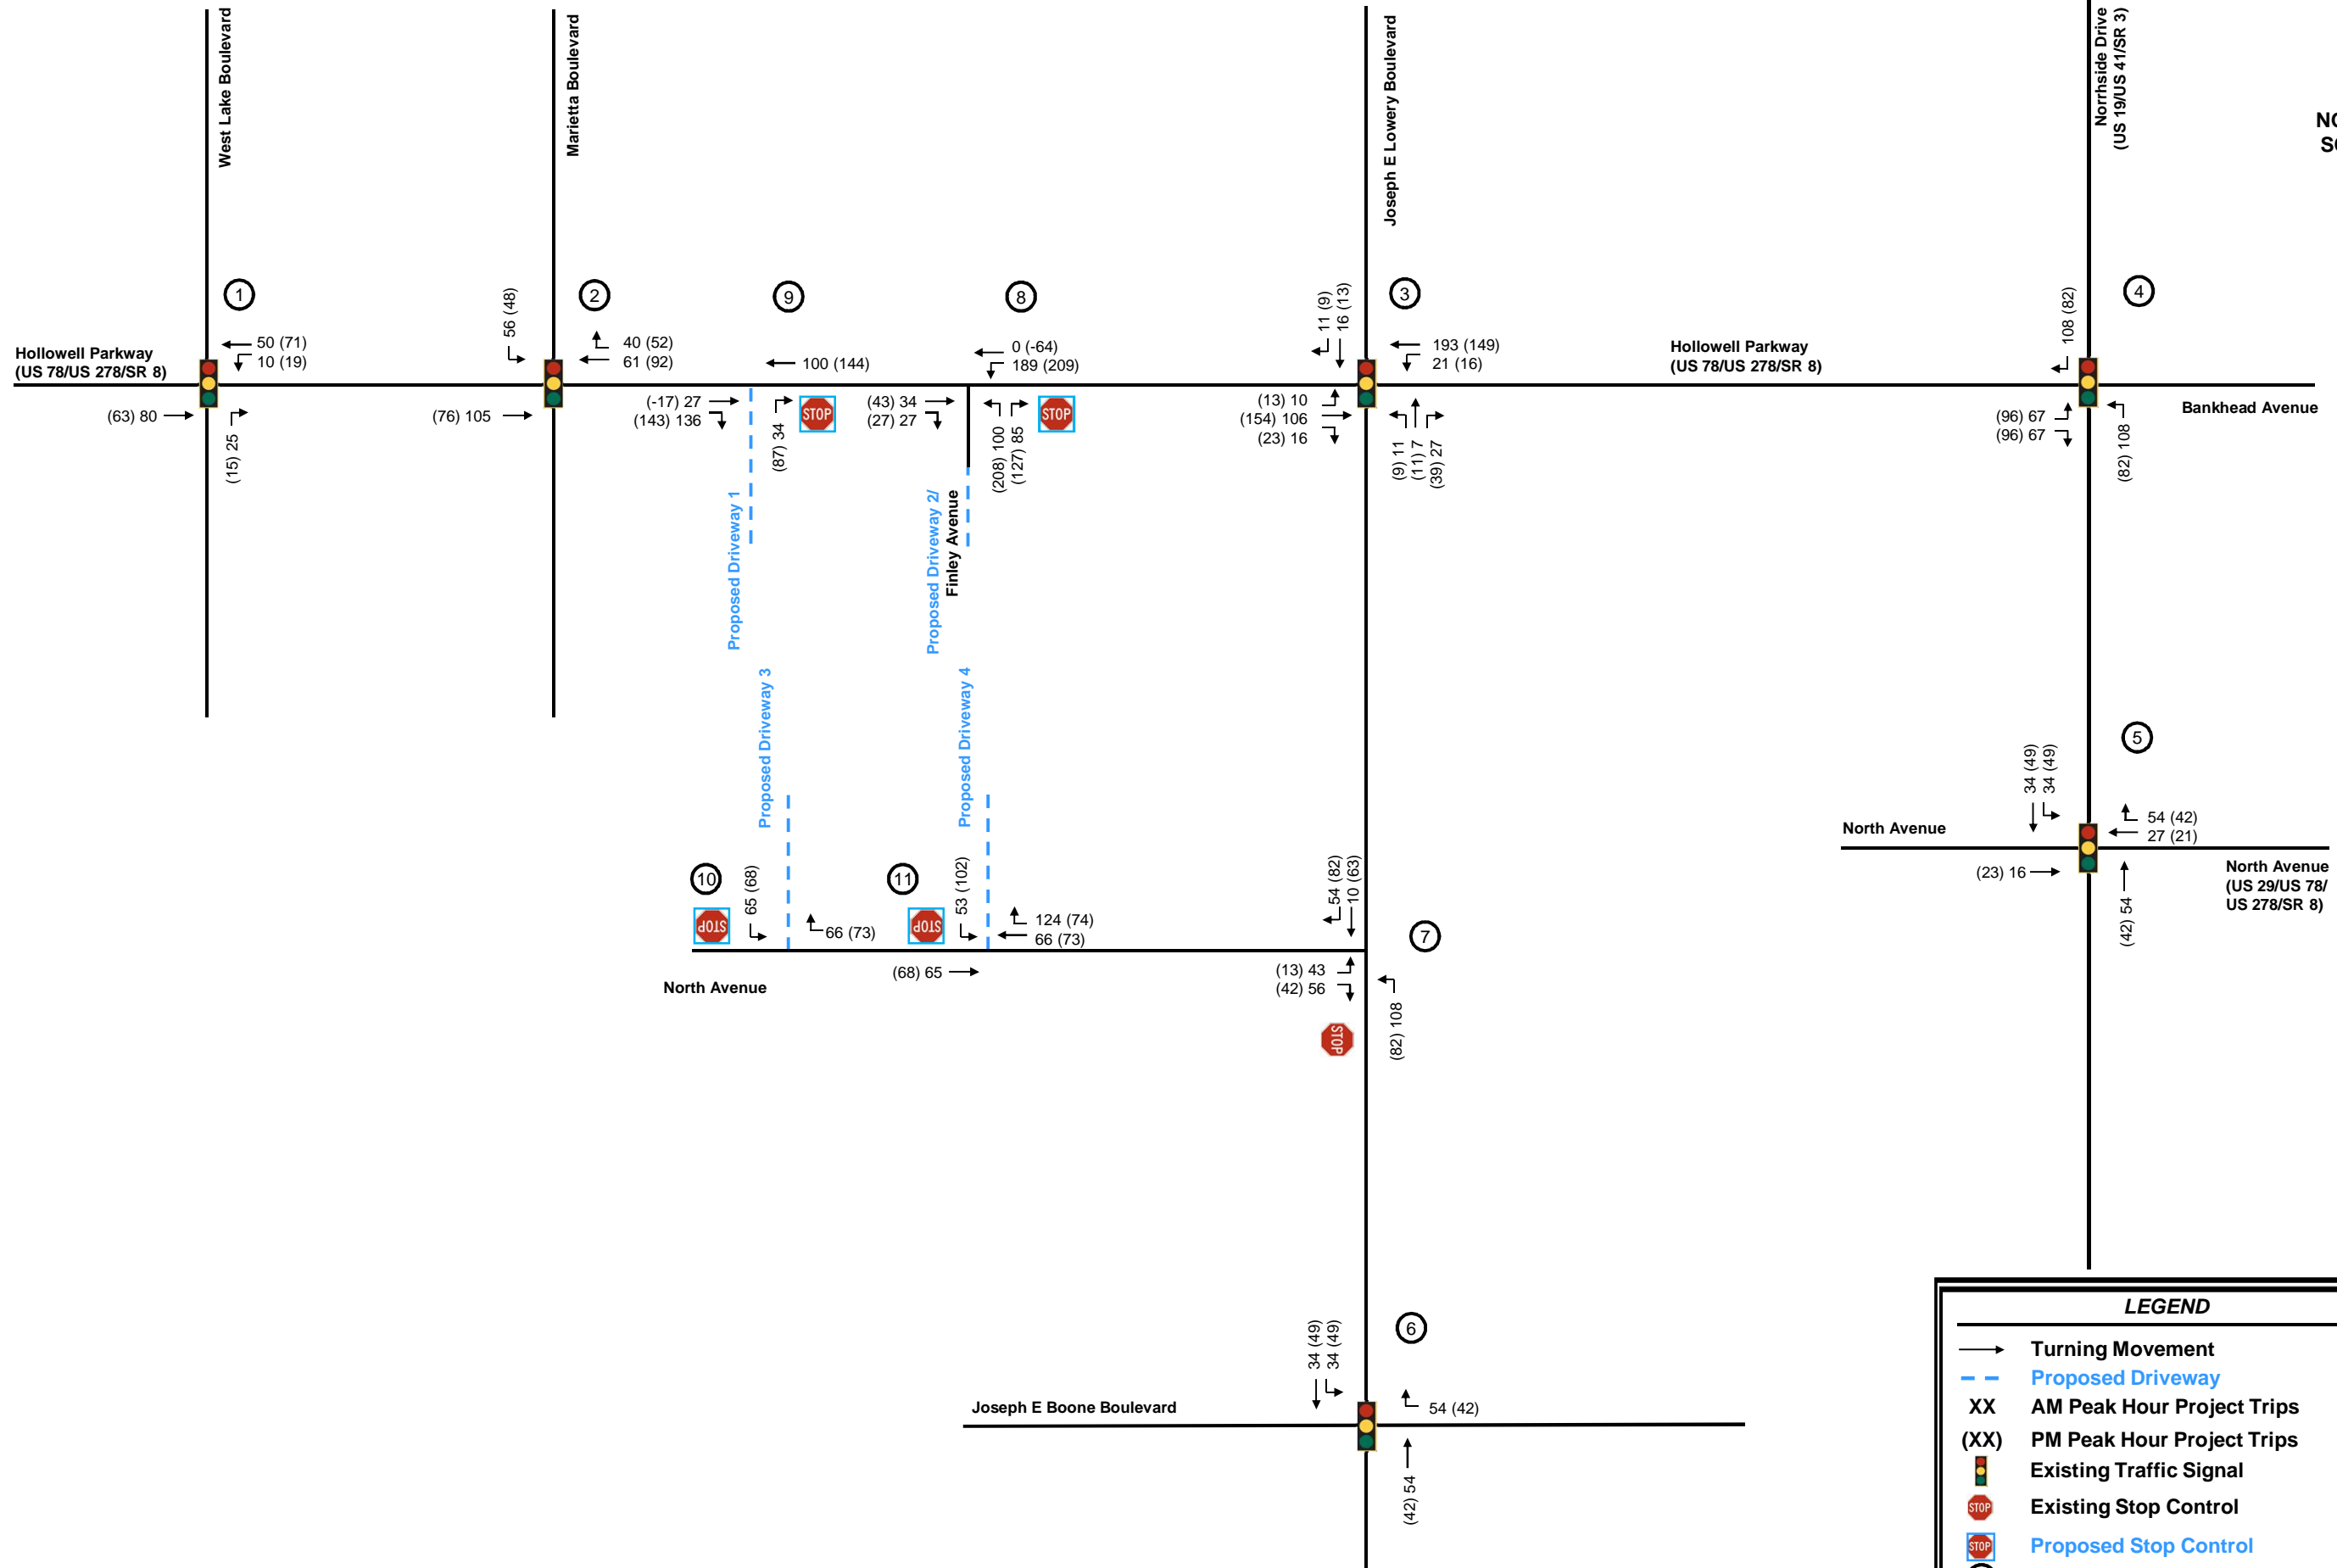 West Lake Boulevard
Marietta Boulevard
Joseph E Lowery Boulevard
Norrhside Drive
(US 19/US 41/SR 3)
1
2
9
8
3
4
Hollowell Parkway
(US 78/US 278/SR 8)
50 (71)
10 (19)
(63) 80
(15) 25
56 (48)
40 (52)
61 (92)
(76) 105
100 (144)
(-17) 27
(143) 136
(87) 34
STOP
0 (-64)
189 (209)
(43) 34
(27) 27
(208) 100
(127) 85
STOP
11 (9)
16 (13)
193 (149)
21 (16)
(13) 10
(154) 106
(23) 16
(9) 11
(11) 7
(39) 27
Hollowell Parkway
(US 78/US 278/SR 8)
108 (82)
(96) 67
(96) 67
(82) 108
Bankhead Avenue
Proposed Driveway 1
Proposed Driveway 2/
Finley Avenue
Proposed Driveway 3
Proposed Driveway 4
5
34 (49)
34 (49)
54 (42)
27 (21)
North Avenue
(23) 16
(42) 54
North Avenue
(US 29/US 78/
US 278/SR 8)
10
STOP
65 (68)
66 (73)
11
STOP
53 (102)
124 (74)
66 (73)
(68) 65
North Avenue
54 (82)
10 (63)
7
(13) 43
(42) 56
STOP
(82) 108
6
34 (49)
34 (49)
Joseph E Boone Boulevard
54 (42)
(42) 54
LEGEND
Turning Movement
Proposed Driveway
XX AM Peak Hour Project Trips
(XX) PM Peak Hour Project Trips
Existing Traffic Signal
STOP Existing Stop Control
STOP Proposed Stop Control